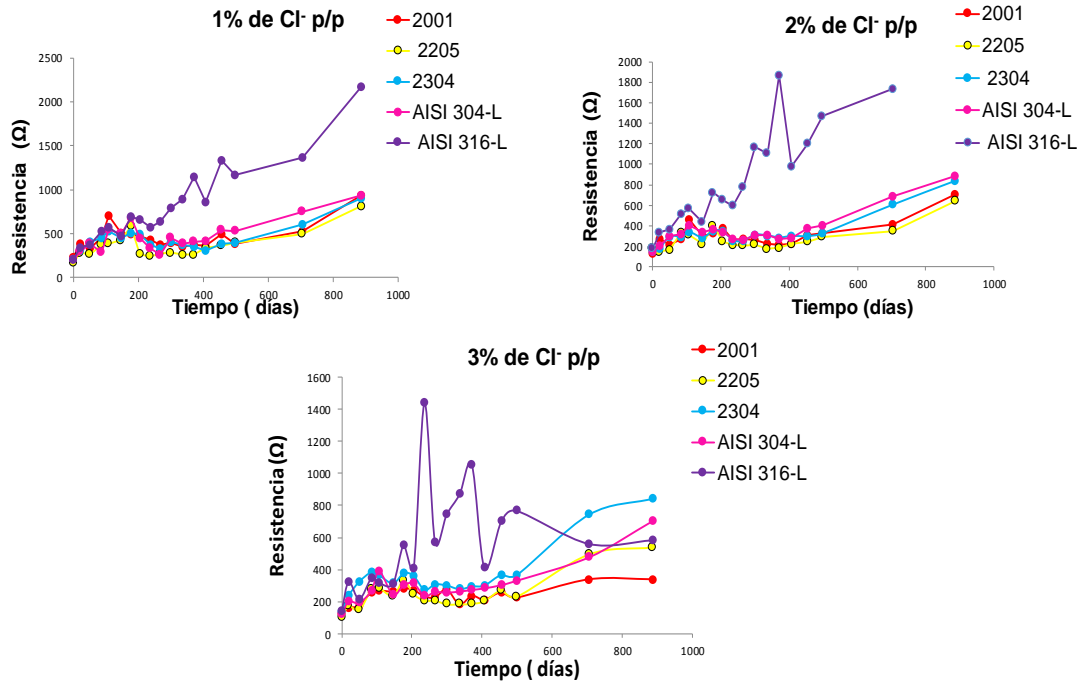 1% de Cl⁻ p/p
2001
2205
2304
AISI 304-L
AISI 316-L
Resistencia (Ω)
2500
2000
1500
1000
500
0
0 200 400 600 800 1000
Tiempo ( días)
2% de Cl⁻ p/p
2001
2205
2304
AISI 304-L
AISI 316-L
Resistencia (Ω)
2000
1800
1600
1400
1200
1000
800
600
400
200
0
0 200 400 600 800 1000
Tiempo (días)
3% de Cl⁻ p/p
2001
2205
2304
AISI 304-L
AISI 316-L
Resistencia (Ω)
1600
1400
1200
1000
800
600
400
200
0
0 200 400 600 800 1000
Tiempo ( días)